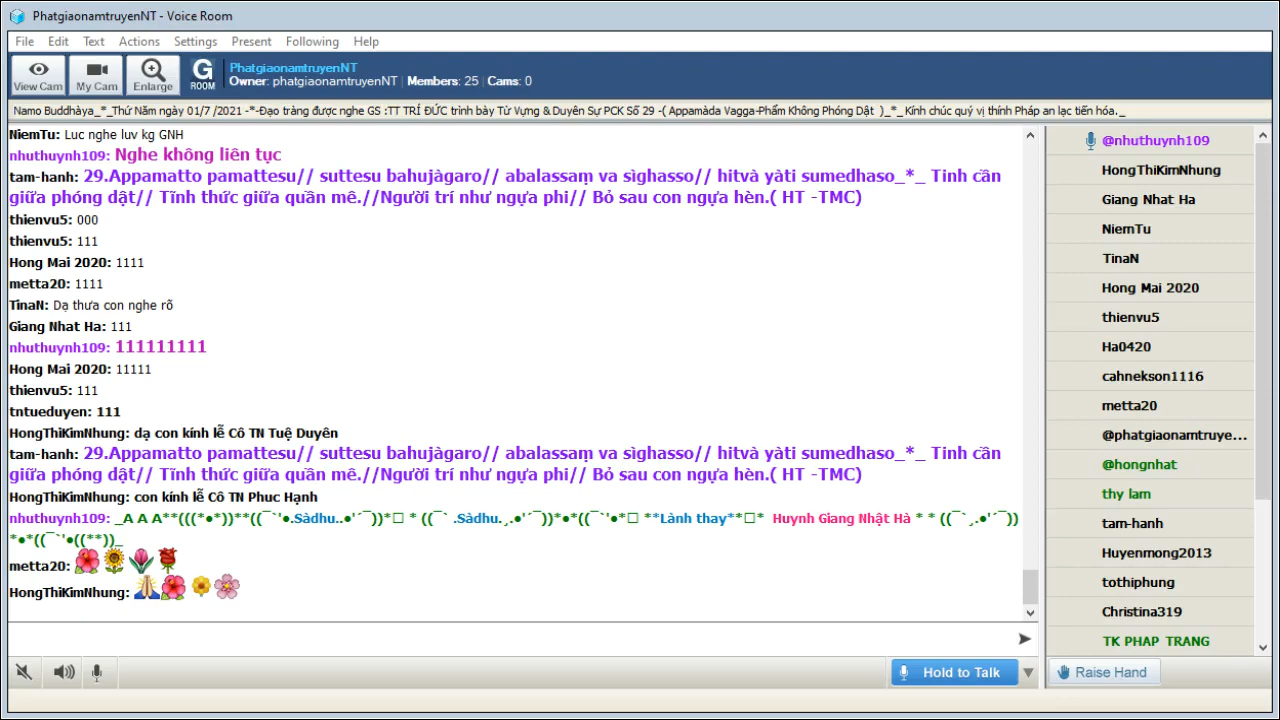 PhatgiaonamtruyenNT - Voice Room
File Edit Text Actions Settings Present Following Help
View Cam My Cam Enlarge G ROOM PhatgiaonamtruyenNT
Owner: phatgiaonamtruyenNT Members: 25 Cams: 0
Namo Buddhàya_*_Thứ Năm ngày 01/7 /2021 -*-Đạo tràng được nghe GS :TT TRÍ ĐỨC trình bày Từ Vựng & Duyên Sự PCK Số 29 -( Appamàda Vagga-Phẩm Không Phóng Dật )_*_ Kính chúc quý vị thính Pháp an lạc tiến hóa._
NiemTu: Luc nghe luv kg GNH
nhuthuynh109: Nghe không liên tục
tam-hanh: 29.Appamatto pamattesu// suttesu bahujàgaro// abalassaṃ va sìghasso// hitvà yàti sumedhaso_*_ Tinh cần
giữa phóng dật// Tĩnh thức giữa quần mê.//Người trí như ngựa phi// Bỏ sau con ngựa hèn.( HT -TMC)
thienvu5: 000
thienvu5: 111
Hong Mai 2020: 1111
metta20: 1111
TinaN: Dạ thưa con nghe rõ
Giang Nhat Ha: 111
nhuthuynh109: 111111111
Hong Mai 2020: 11111
thienvu5: 111
tntueduyen: 111
HongThiKimNhung: dạ con kính lễ Cô TN Tuệ Duyên
tam-hanh: 29.Appamatto pamattesu// suttesu bahujàgaro// abalassaṃ va sìghasso// hitvà yàti sumedhaso_*_ Tinh cần
giữa phóng dật// Tĩnh thức giữa quần mê.//Người trí như ngựa phi// Bỏ sau con ngựa hèn.( HT -TMC)
HongThiKimNhung: con kính lễ Cô TN Phuc Hạnh
nhuthuynh109: _A A A**(((*•*))**((¯`'•.Sàdhu..•'´¯))*•*□ * ((¯` .Sàdhu.¸.•'´¯))*•*((¯`'•*□ **Lành thay**□* Huynh Giang Nhật Hà * * ((¯`¸.•'´¯))
*•*((¯`'•((**))_
metta20:
HongThiKimNhung:
Hold to Talk
@nhuthuynh109
HongThiKimNhung
Giang Nhat Ha
NiemTu
TinaN
Hong Mai 2020
thienvu5
Ha0420
cahnekson1116
metta20
@phatgiaonamtruye...
@hongnhat
thy lam
tam-hanh
Huyenmong2013
tothiphung
Christina319
TK PHAP TRANG
Raise Hand